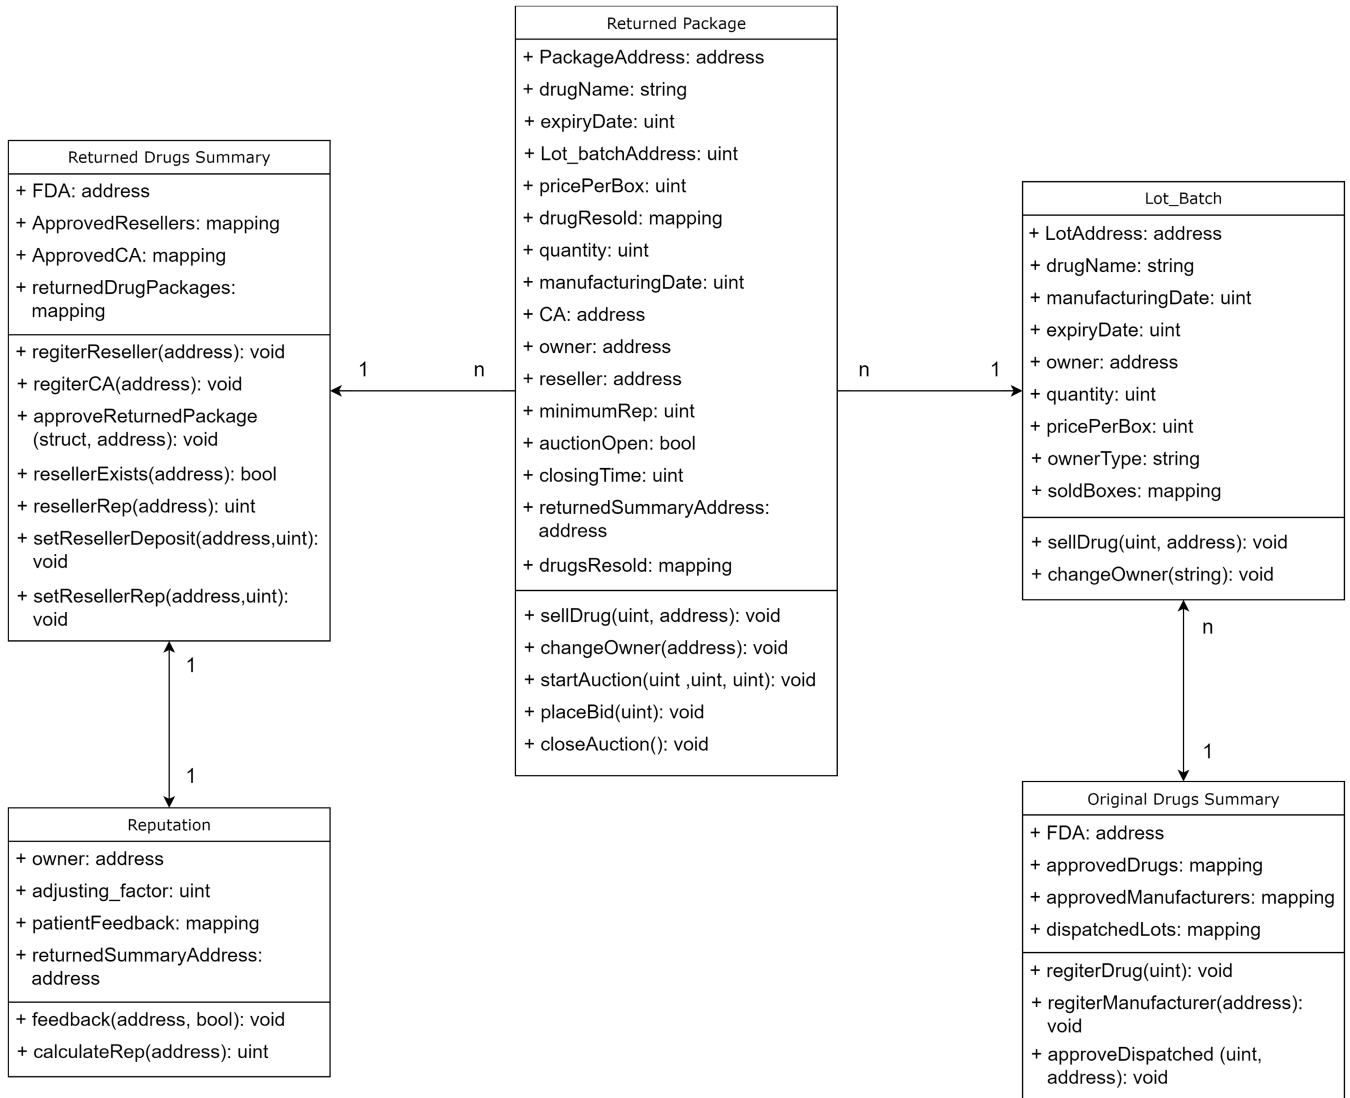 Returned Package
+ PackageAddress: address
+ drugName: string
+ expiryDate: uint
+ Lot_batchAddress: uint
+ pricePerBox: uint
+ drugResold: mapping
+ quantity: uint
+ manufacturingDate: uint
+ CA: address
+ owner: address
+ reseller: address
+ minimumRep: uint
+ auctionOpen: bool
+ closingTime: uint
+ returnedSummaryAddress:
address
+ drugsResold: mapping
+ sellDrug(uint, address): void
+ changeOwner(address): void
+ startAuction(uint ,uint, uint): void
+ placeBid(uint): void
+ closeAuction(): void
Returned Drugs Summary
+ FDA: address
+ ApprovedResellers: mapping
+ ApprovedCA: mapping
+ returnedDrugPackages:
mapping
+ regiterReseller(address): void
+ regiterCA(address): void
+ approveReturnedPackage
(struct, address): void
+ resellerExists(address): bool
+ resellerRep(address): uint
+ setResellerDeposit(address,uint):
void
+ setResellerRep(address,uint):
void
1 n
n 1
1
1
Reputation
+ owner: address
+ adjusting_factor: uint
+ patientFeedback: mapping
+ returnedSummaryAddress:
address
+ feedback(address, bool): void
+ calculateRep(address): uint
Lot_Batch
+ LotAddress: address
+ drugName: string
+ manufacturingDate: uint
+ expiryDate: uint
+ owner: address
+ quantity: uint
+ pricePerBox: uint
+ ownerType: string
+ soldBoxes: mapping
+ sellDrug(uint, address): void
+ changeOwner(string): void
n
1
Original Drugs Summary
+ FDA: address
+ approvedDrugs: mapping
+ approvedManufacturers: mapping
+ dispatchedLots: mapping
+ regiterDrug(uint): void
+ regiterManufacturer(address):
void
+ approveDispatched (uint,
address): void